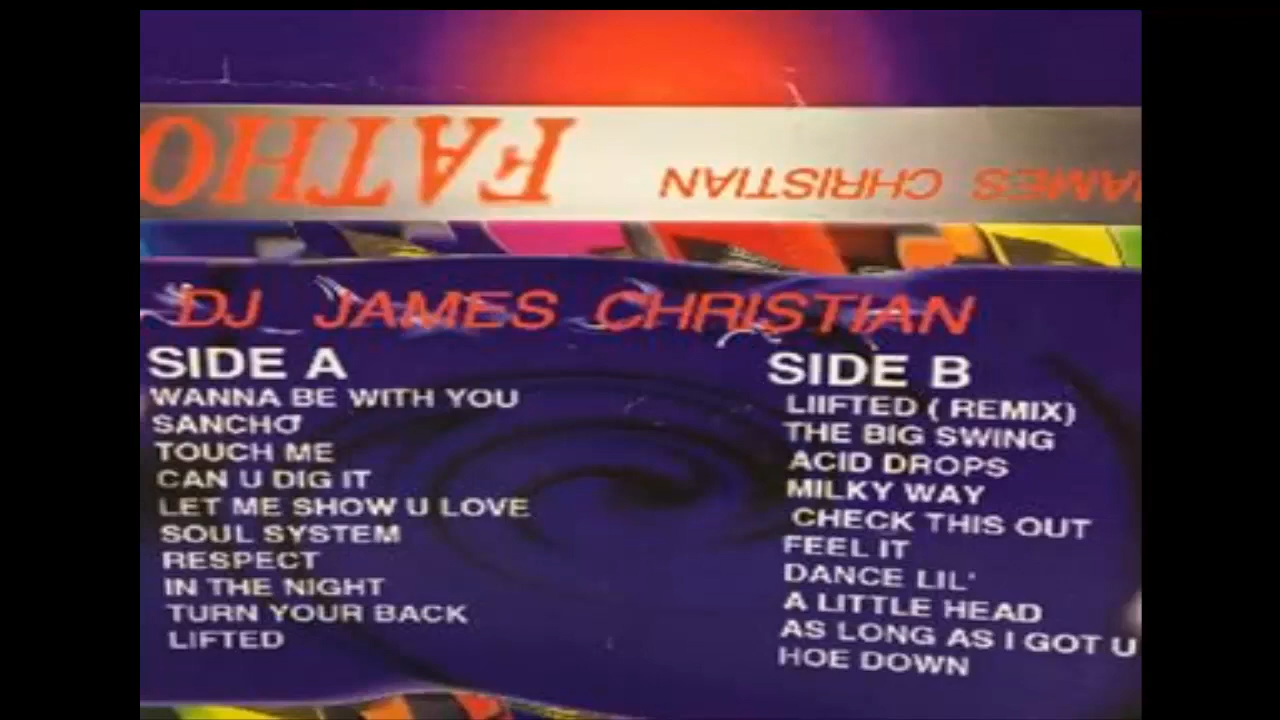 FATHO
JAMES CHRISTIAN
DJ JAMES CHRISTIAN
SIDE A
WANNA BE WITH YOU
SANCHO
TOUCH ME
CAN U DIG IT
LET ME SHOW U LOVE
SOUL SYSTEM
RESPECT
IN THE NIGHT
TURN YOUR BACK
LIFTED
SIDE B
LIIFTED ( REMIX)
THE BIG SWING
ACID DROPS
MILKY WAY
CHECK THIS OUT
FEEL IT
DANCE LIL'
A LITTLE HEAD
AS LONG AS I GOT U
HOE DOWN